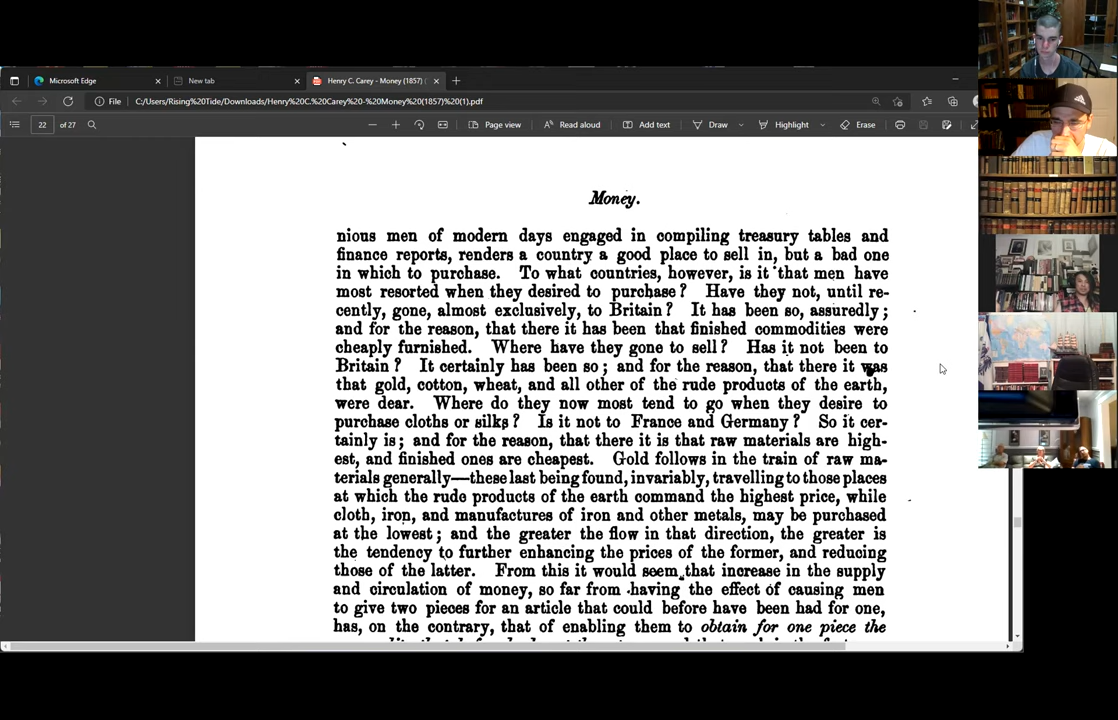 Microsoft Edge
New tab
Henry C. Carey - Money (1857) (
File
C:/Users/Rising%20Tide/Downloads/Henry%20C.%20Carey%20-%20Money%20(1857)%20(1).pdf
22 of 27
Page view
Read aloud
Add text
Draw
Highlight
Erase
Money.
nious men of modern days engaged in compiling treasury tables and
finance reports, renders a country a good place to sell in, but a bad one
in which to purchase. To what countries, however, is it that men have
most resorted when they desired to purchase? Have they not, until re-
cently, gone, almost exclusively, to Britain? It has been so, assuredly;
and for the reason, that there it has been that finished commodities were
cheaply furnished. Where have they gone to sell? Has it not been to
Britain? It certainly has been so; and for the reason, that there it was
that gold, cotton, wheat, and all other of the rude products of the earth,
were dear. Where do they now most tend to go when they desire to
purchase cloths or silks? Is it not to France and Germany? So it cer-
tainly is; and for the reason, that there it is that raw materials are high-
est, and finished ones are cheapest. Gold follows in the train of raw ma-
terials generally—these last being found, invariably, travelling to those places
at which the rude products of the earth command the highest price, while
cloth, iron, and manufactures of iron and other metals, may be purchased
at the lowest; and the greater the flow in that direction, the greater is
the tendency to further enhancing the prices of the former, and reducing
those of the latter. From this it would seem that increase in the supply
and circulation of money, so far from having the effect of causing men
to give two pieces for an article that could before have been had for one,
has, on the contrary, that of enabling them to obtain for one piece the